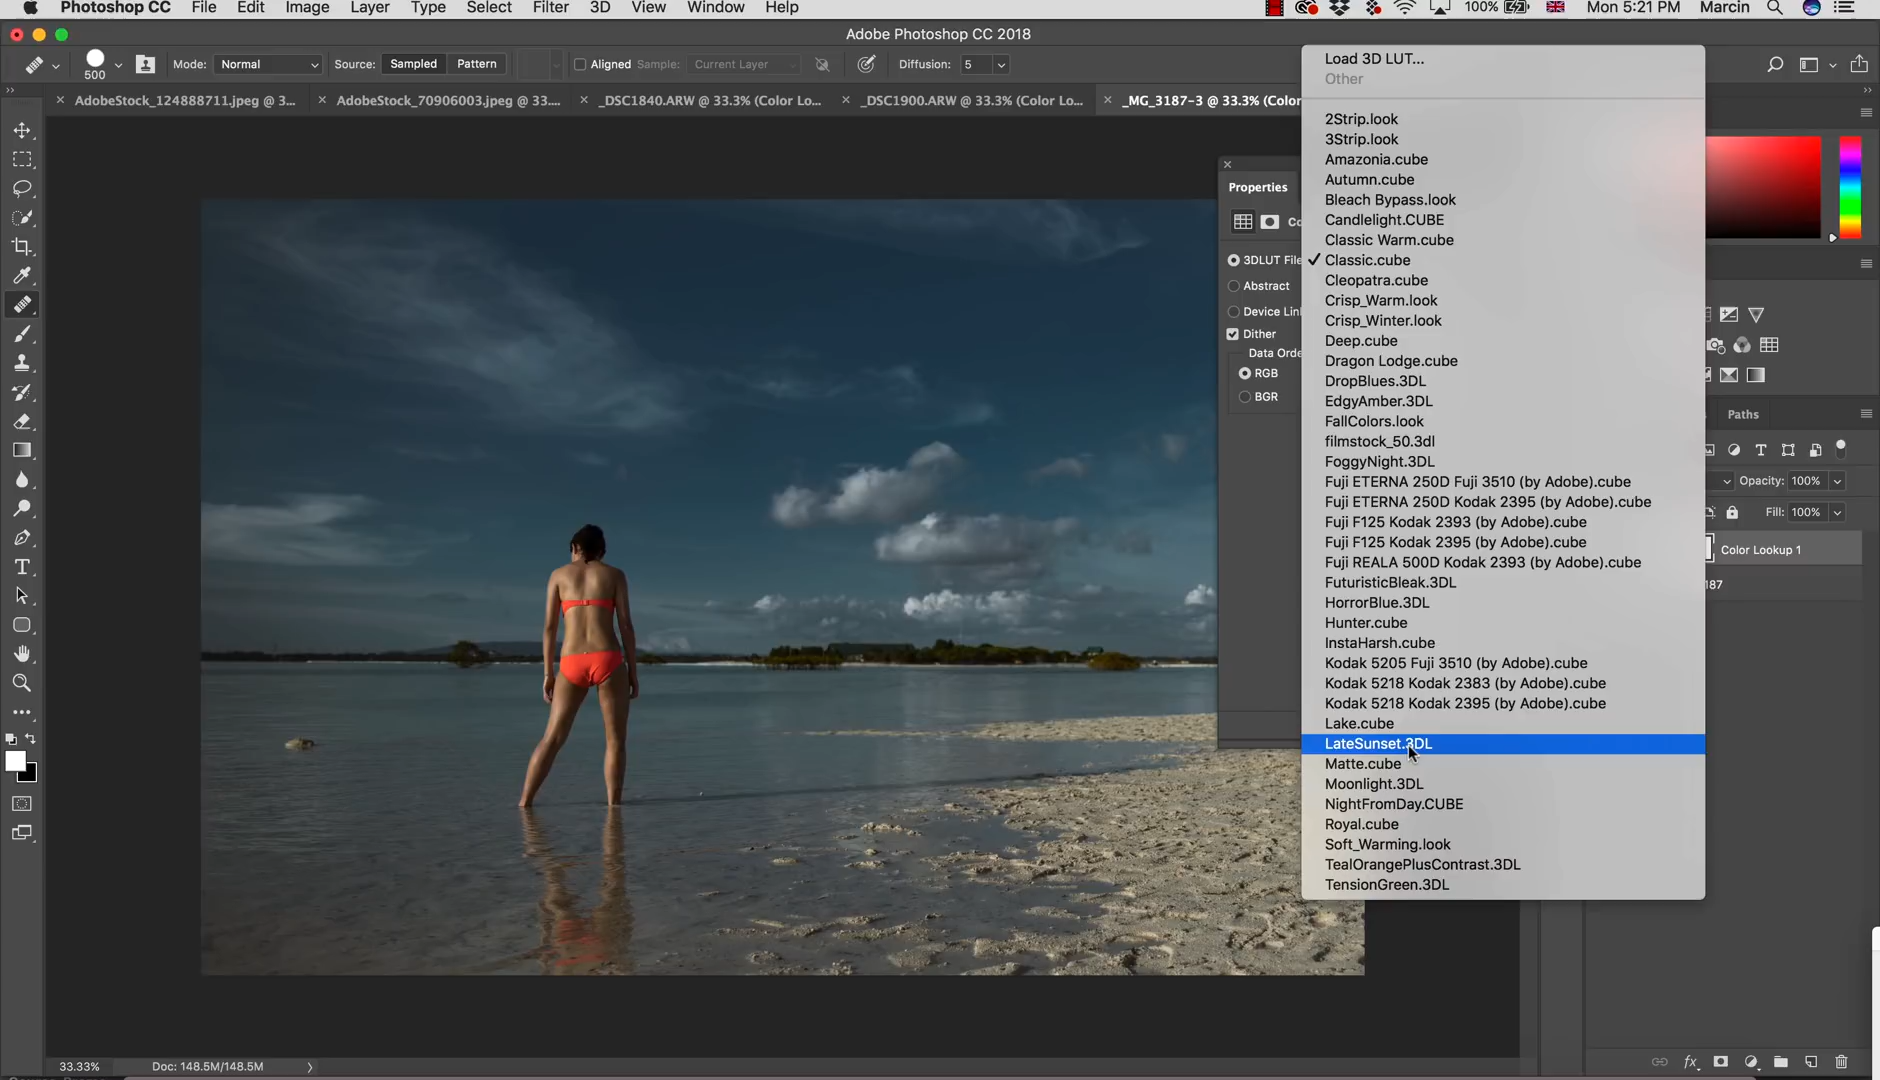 Photoshop CC File Edit Image Layer Type Select Filter 3D View Window Help 100% Mon 5:21 PM Marcin
Adobe Photoshop CC 2018
500 Mode: Normal Source: Sampled Pattern Aligned Sample: Current Layer Diffusion: 5
AdobeStock_124888711.jpeg @ 3... AdobeStock_70906003.jpeg @ 33.... _DSC1840.ARW @ 33.3% (Color Lo... _DSC1900.ARW @ 33.3% (Color Lo... _MG_3187-3 @ 33.3% (Color
Properties
Co
3DLUT File
Abstract
Device Lin
Dither
Data Orde
RGB
BGR
Load 3D LUT...
Other
2Strip.look
3Strip.look
Amazonia.cube
Autumn.cube
Bleach Bypass.look
Candlelight.CUBE
Classic Warm.cube
Classic.cube
Cleopatra.cube
Crisp_Warm.look
Crisp_Winter.look
Deep.cube
Dragon Lodge.cube
DropBlues.3DL
EdgyAmber.3DL
FallColors.look
filmstock_50.3dl
FoggyNight.3DL
Fuji ETERNA 250D Fuji 3510 (by Adobe).cube
Fuji ETERNA 250D Kodak 2395 (by Adobe).cube
Fuji F125 Kodak 2393 (by Adobe).cube
Fuji F125 Kodak 2395 (by Adobe).cube
Fuji REALA 500D Kodak 2393 (by Adobe).cube
FuturisticBleak.3DL
HorrorBlue.3DL
Hunter.cube
InstaHarsh.cube
Kodak 5205 Fuji 3510 (by Adobe).cube
Kodak 5218 Kodak 2383 (by Adobe).cube
Kodak 5218 Kodak 2395 (by Adobe).cube
Lake.cube
LateSunset.3DL
Matte.cube
Moonlight.3DL
NightFromDay.CUBE
Royal.cube
Soft_Warming.look
TealOrangePlusContrast.3DL
TensionGreen.3DL
Paths
Opacity: 100%
Fill: 100%
Color Lookup 1
187
33.33% Doc: 148.5M/148.5M